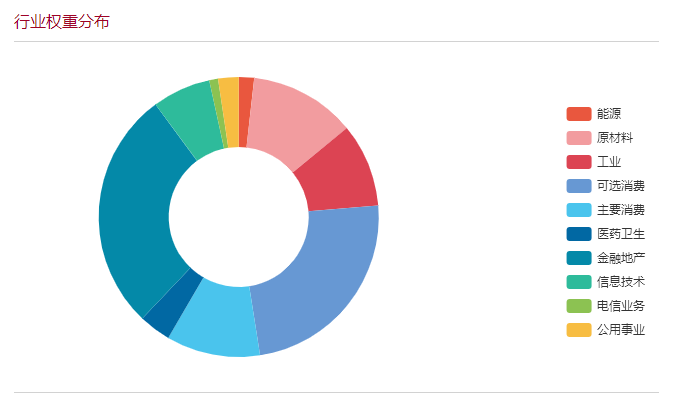 行业权重分布
能源
原材料
工业
可选消费
主要消费
医药卫生
金融地产
信息技术
电信业务
公用事业